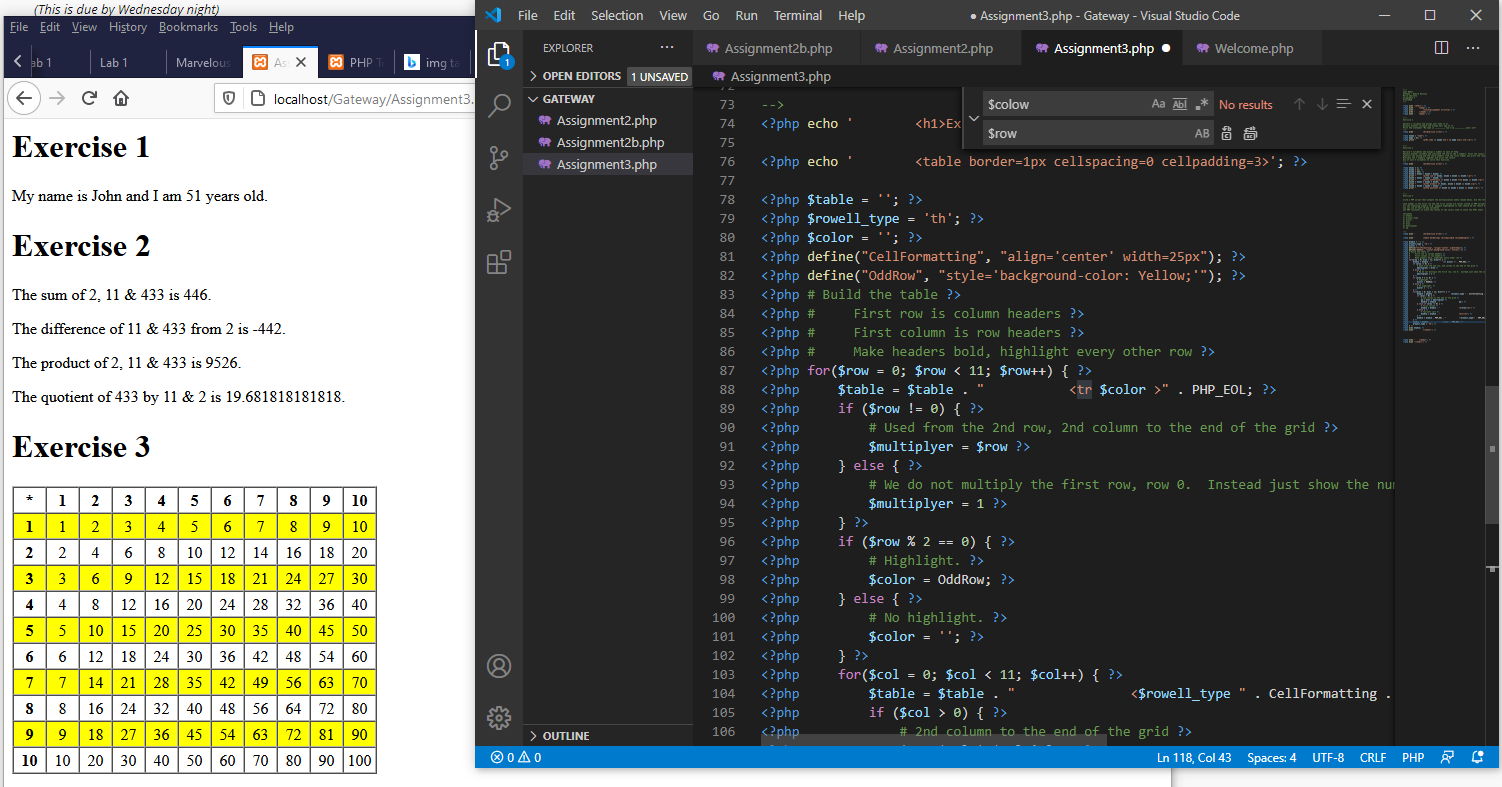 (This is due by Wednesday night)
File Edit View History Bookmarks Tools Help
ab 1 Lab 1 Marvelous As PHP T img ta
localhost/Gateway/Assignment3.
Exercise 1
My name is John and I am 51 years old.
Exercise 2
The sum of 2, 11 & 433 is 446.
The difference of 11 & 433 from 2 is -442.
The product of 2, 11 & 433 is 9526.
The quotient of 433 by 11 & 2 is 19.681818181818.
Exercise 3
* 1 2 3 4 5 6 7 8 9 10
1 1 2 3 4 5 6 7 8 9 10
2 2 4 6 8 10 12 14 16 18 20
3 3 6 9 12 15 18 21 24 27 30
4 4 8 12 16 20 24 28 32 36 40
5 5 10 15 20 25 30 35 40 45 50
6 6 12 18 24 30 36 42 48 54 60
7 7 14 21 28 35 42 49 56 63 70
8 8 16 24 32 40 48 56 64 72 80
9 9 18 27 36 45 54 63 72 81 90
10 10 20 30 40 50 60 70 80 90 100
File Edit Selection View Go Run Terminal Help
● Assignment3.php - Gateway - Visual Studio Code
1
EXPLORER
OPEN EDITORS 1 UNSAVED
GATEWAY
Assignment2.php
Assignment2b.php
Assignment3.php
OUTLINE
Assignment2b.php Assignment2.php Assignment3.php Welcome.php
Assignment3.php
$colow Aa Abl .* No results
$row AB
72
73 -->
74 <?php echo '        <h1>Ex
75
76 <?php echo '        <table border=1px cellspacing=0 cellpadding=3>'; ?>
77
78 <?php $table = ''; ?>
79 <?php $rowell_type = 'th'; ?>
80 <?php $color = ''; ?>
81 <?php define("CellFormatting", "align='center' width=25px"); ?>
82 <?php define("OddRow", "style='background-color: Yellow;'"); ?>
83 <?php # Build the table ?>
84 <?php #     First row is column headers ?>
85 <?php #     First column is row headers ?>
86 <?php #     Make headers bold, highlight every other row ?>
87 <?php for($row = 0; $row < 11; $row++) { ?>
88 <?php     $table = $table . "           <tr $color >" . PHP_EOL; ?>
89 <?php     if ($row != 0) { ?>
90 <?php         # Used from the 2nd row, 2nd column to the end of the grid ?>
91 <?php         $multiplyer = $row ?>
92 <?php     } else { ?>
93 <?php         # We do not multiply the first row, row 0.  Instead just show the nu
94 <?php         $multiplyer = 1 ?>
95 <?php     } ?>
96 <?php     if ($row % 2 == 0) { ?>
97 <?php         # Highlight. ?>
98 <?php         $color = OddRow; ?>
99 <?php     } else { ?>
100 <?php         # No highlight. ?>
101 <?php         $color = ''; ?>
102 <?php     } ?>
103 <?php     for($col = 0; $col < 11; $col++) { ?>
104 <?php         $table = $table . "               <$rowell_type " . CellFormatting .
105 <?php         if ($col > 0) { ?>
106 <?php             # 2nd column to the end of the grid ?>
0 0 Ln 118, Col 43 Spaces: 4 UTF-8 CRLF PHP